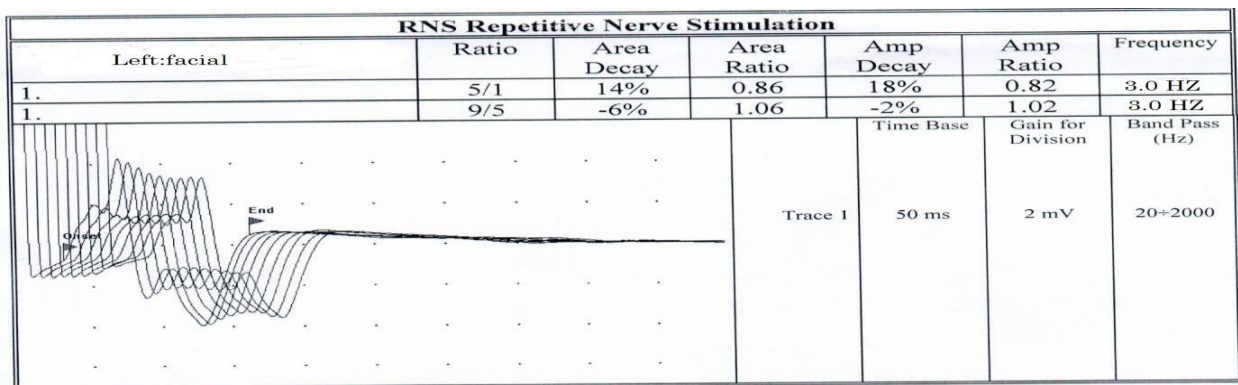 RNS Repetitive Nerve Stimulation
Left:facial Ratio Area Decay Area Ratio Amp Decay Amp Ratio Frequency
1. 5/1 14% 0.86 18% 0.82 3.0 HZ
1. 9/5 -6% 1.06 -2% 1.02 3.0 HZ
Time Base Gain for Division Band Pass (Hz)
End
Onset
Trace 1 50 ms 2 mV 20÷2000